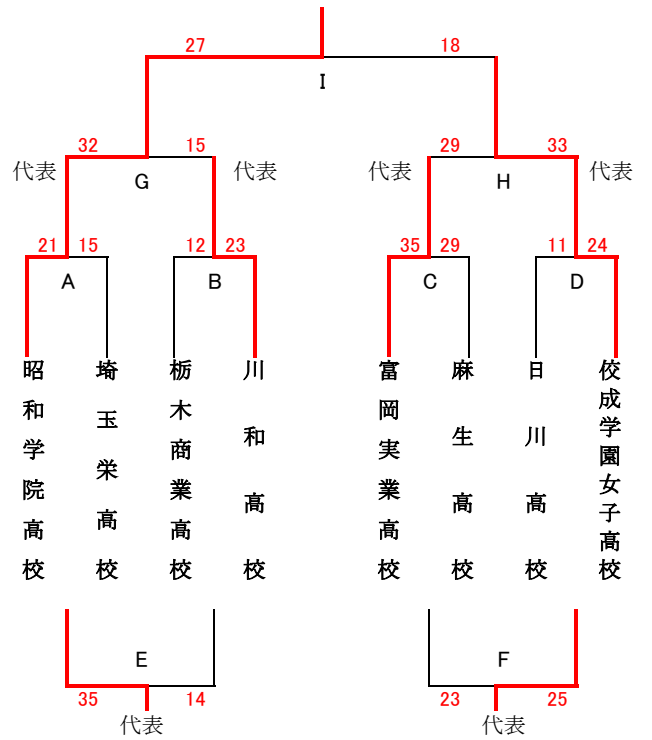 27 18
I
32 15 29 33
代表 G 代表 代表 H 代表
21 15 12 23 35 29 11 24
A B C D
昭和学院高校
埼玉栄高校
栃木商業高校
川和高校
富岡実業高校
麻生高校
日川高校
佼成学園女子高校
E F
35 14 23 25
代表 代表